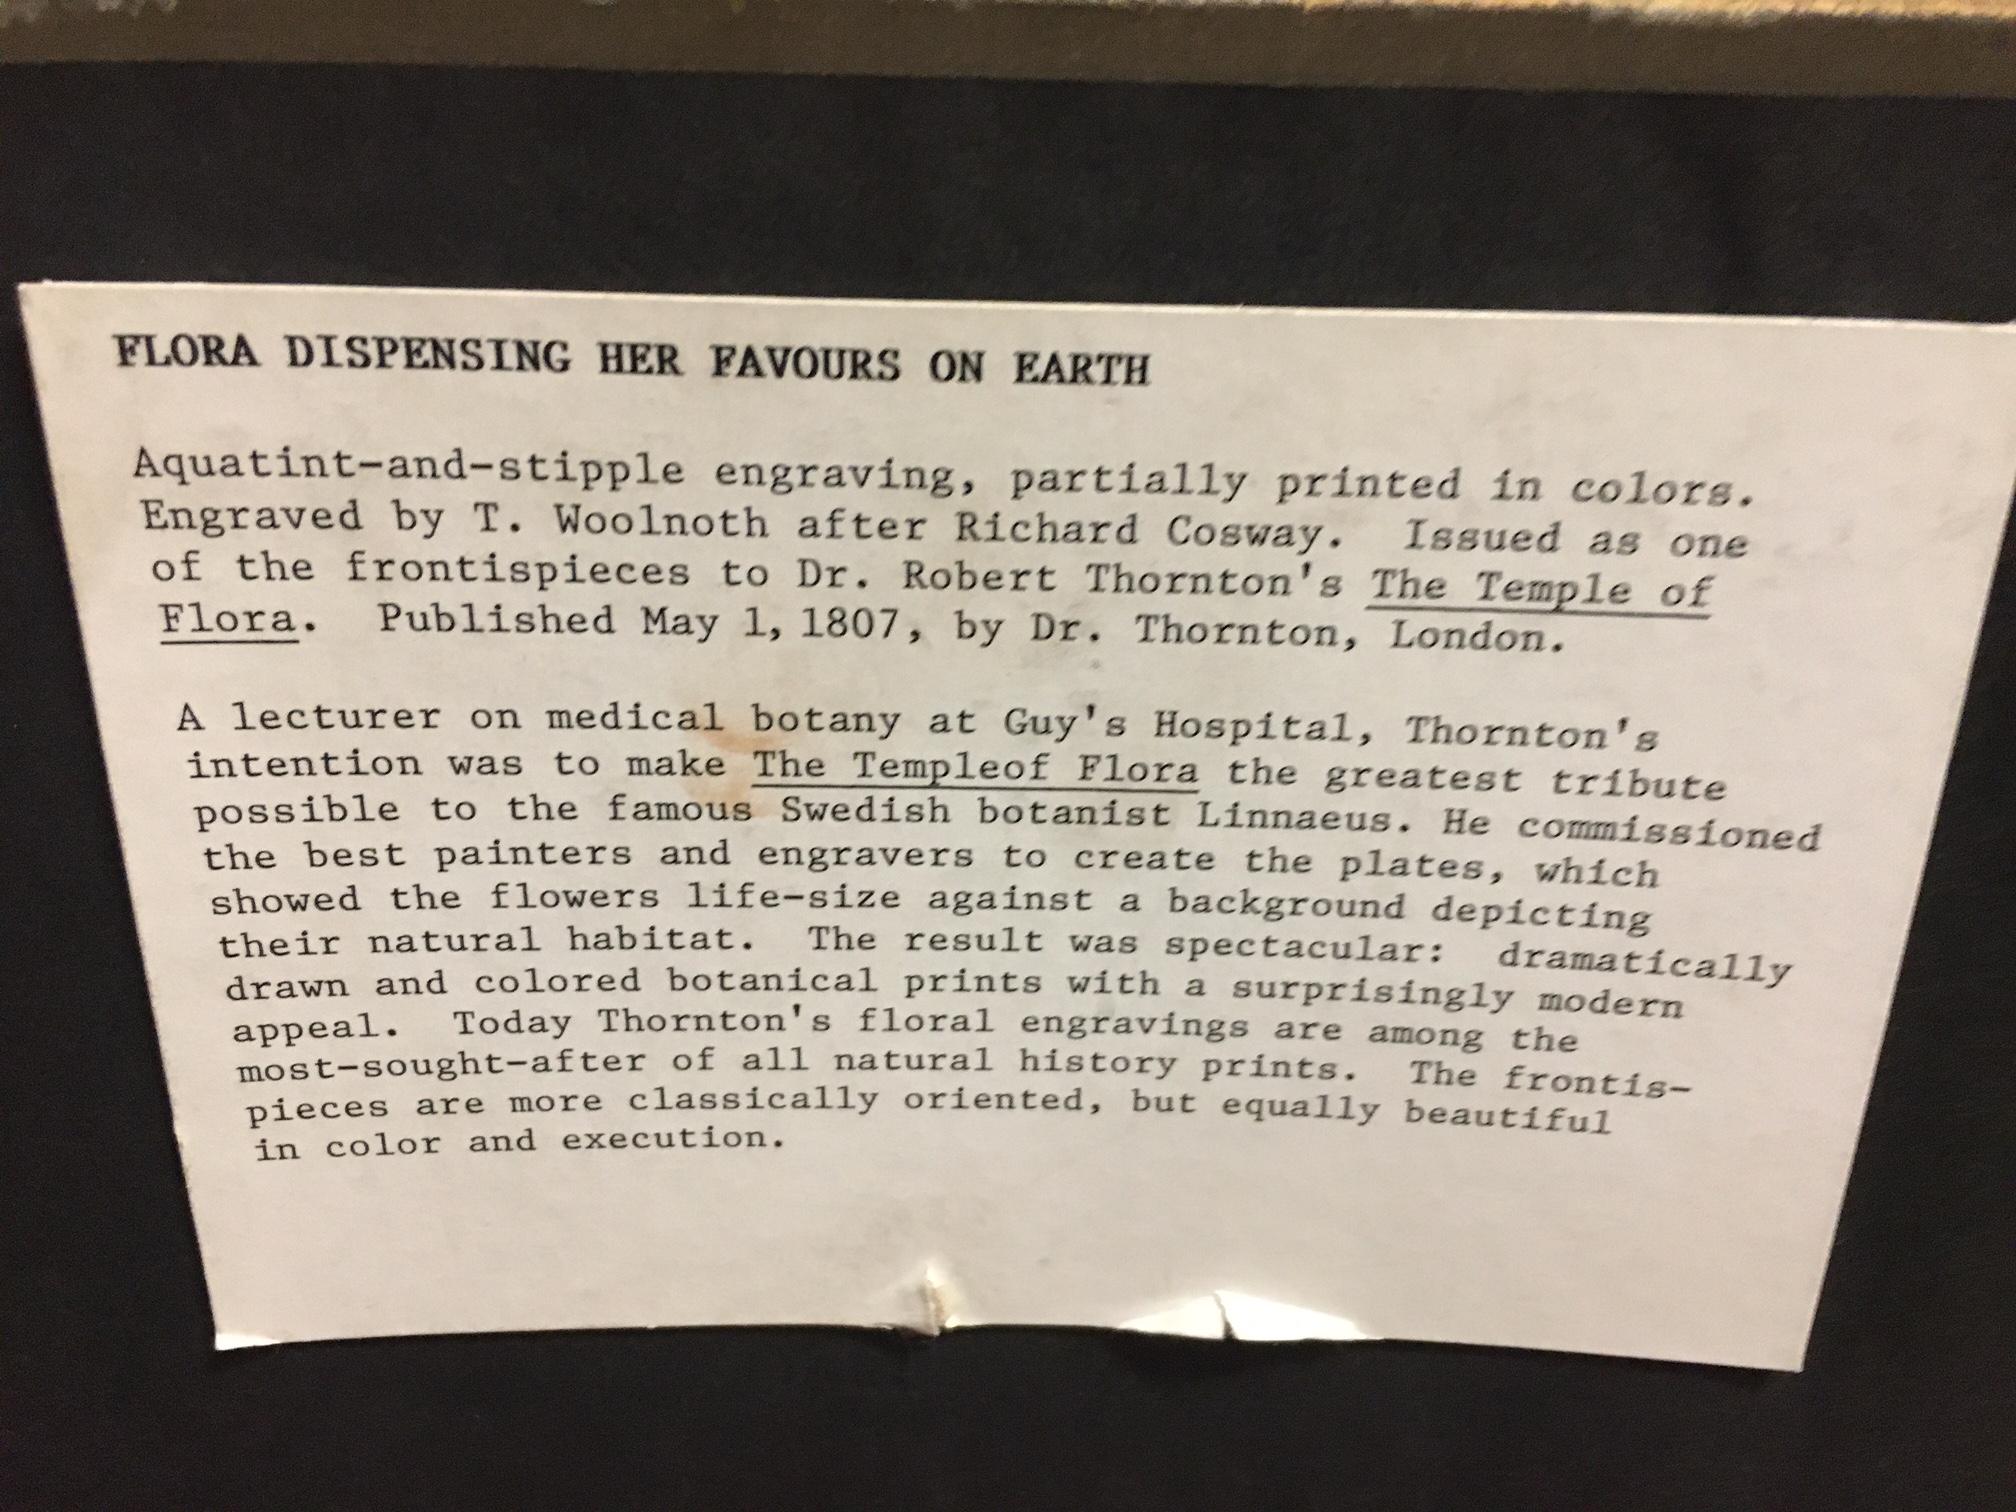 FLORA DISPENSING HER FAVOURS ON EARTH
Aquatint-and-stipple engraving, partially printed in colors.
Engraved by T. Woolnoth after Richard Cosway. Issued as one
of the frontispieces to Dr. Robert Thornton's The Temple of
Flora. Published May 1, 1807, by Dr. Thornton, London.
A lecturer on medical botany at Guy's Hospital, Thornton's
intention was to make The Templeof Flora the greatest tribute
possible to the famous Swedish botanist Linnaeus. He commissioned
the best painters and engravers to create the plates, which
showed the flowers life-size against a background depicting
their natural habitat. The result was spectacular: dramatically
drawn and colored botanical prints with a surprisingly modern
appeal. Today Thornton's floral engravings are among the
most-sought-after of all natural history prints. The frontis-
pieces are more classically oriented, but equally beautiful
in color and execution.